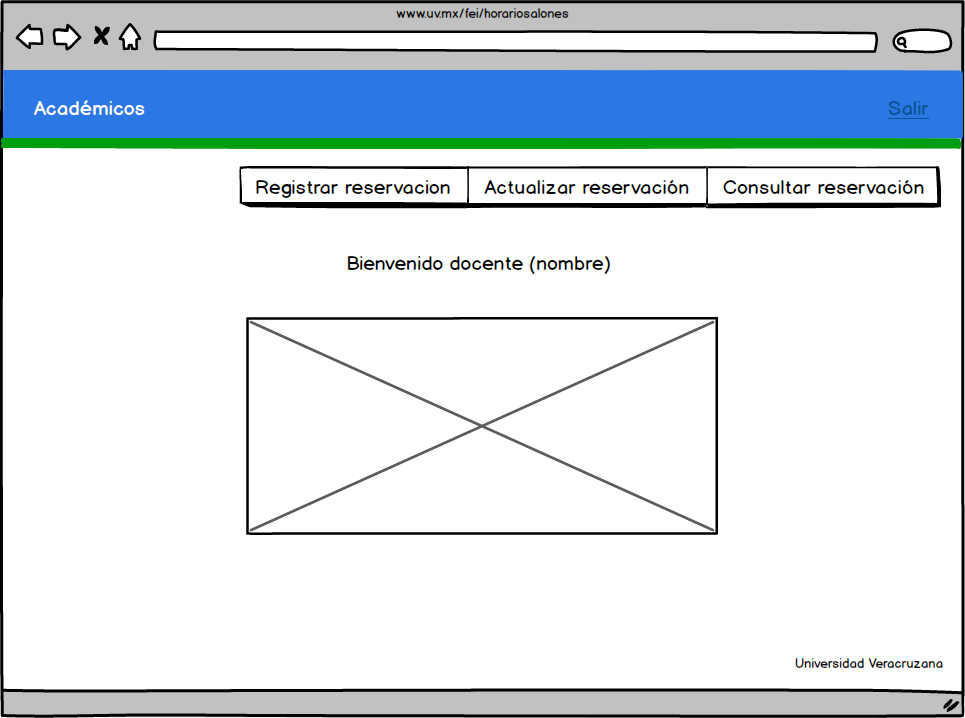 www.uv.mx/fei/horariosalones
Académicos
Salir
Registrar reservacion
Actualizar reservación
Consultar reservación
Bienvenido docente (nombre)
Universidad Veracruzana